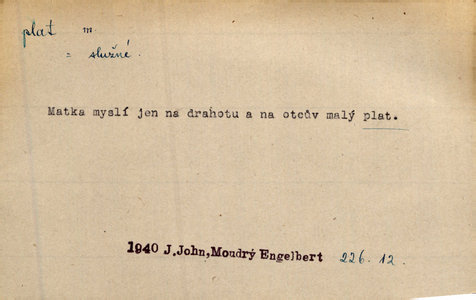 plat m
= služné.
Matka myslí jen na drahotu a na otcův malý plat.
1940 J.John,Moudrý Engelbert 226.12.